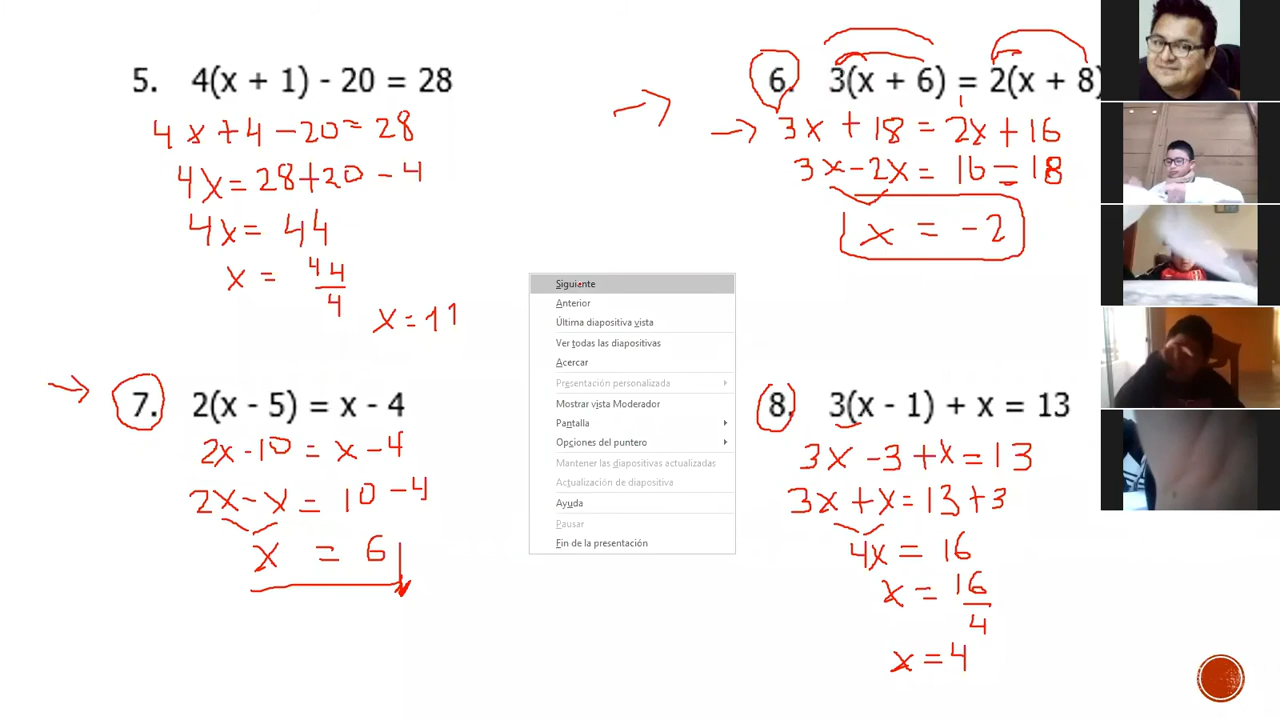 5. 4(x + 1) - 20 = 28
4x + 4 - 20 = 28
4x = 28 + 20 - 4
4x = 44
x = 44/4
x = 11
6. 3(x + 6) = 2(x + 8)
3x + 18 = 2x + 16
3x - 2x = 16 - 18
x = -2
Siguiente
Anterior
Última diapositiva vista
Ver todas las diapositivas
Acercar
Presentación personalizada
Mostrar vista Moderador
Pantalla
Opciones del puntero
Mantener las diapositivas actualizadas
Actualización de diapositiva
Ayuda
Pausar
Fin de la presentación
7. 2(x - 5) = x - 4
2x - 10 = x - 4
2x - x = 10 - 4
x = 6
8. 3(x - 1) + x = 13
3x - 3 + x = 13
3x + x = 13 + 3
4x = 16
x = 16/4
x = 4